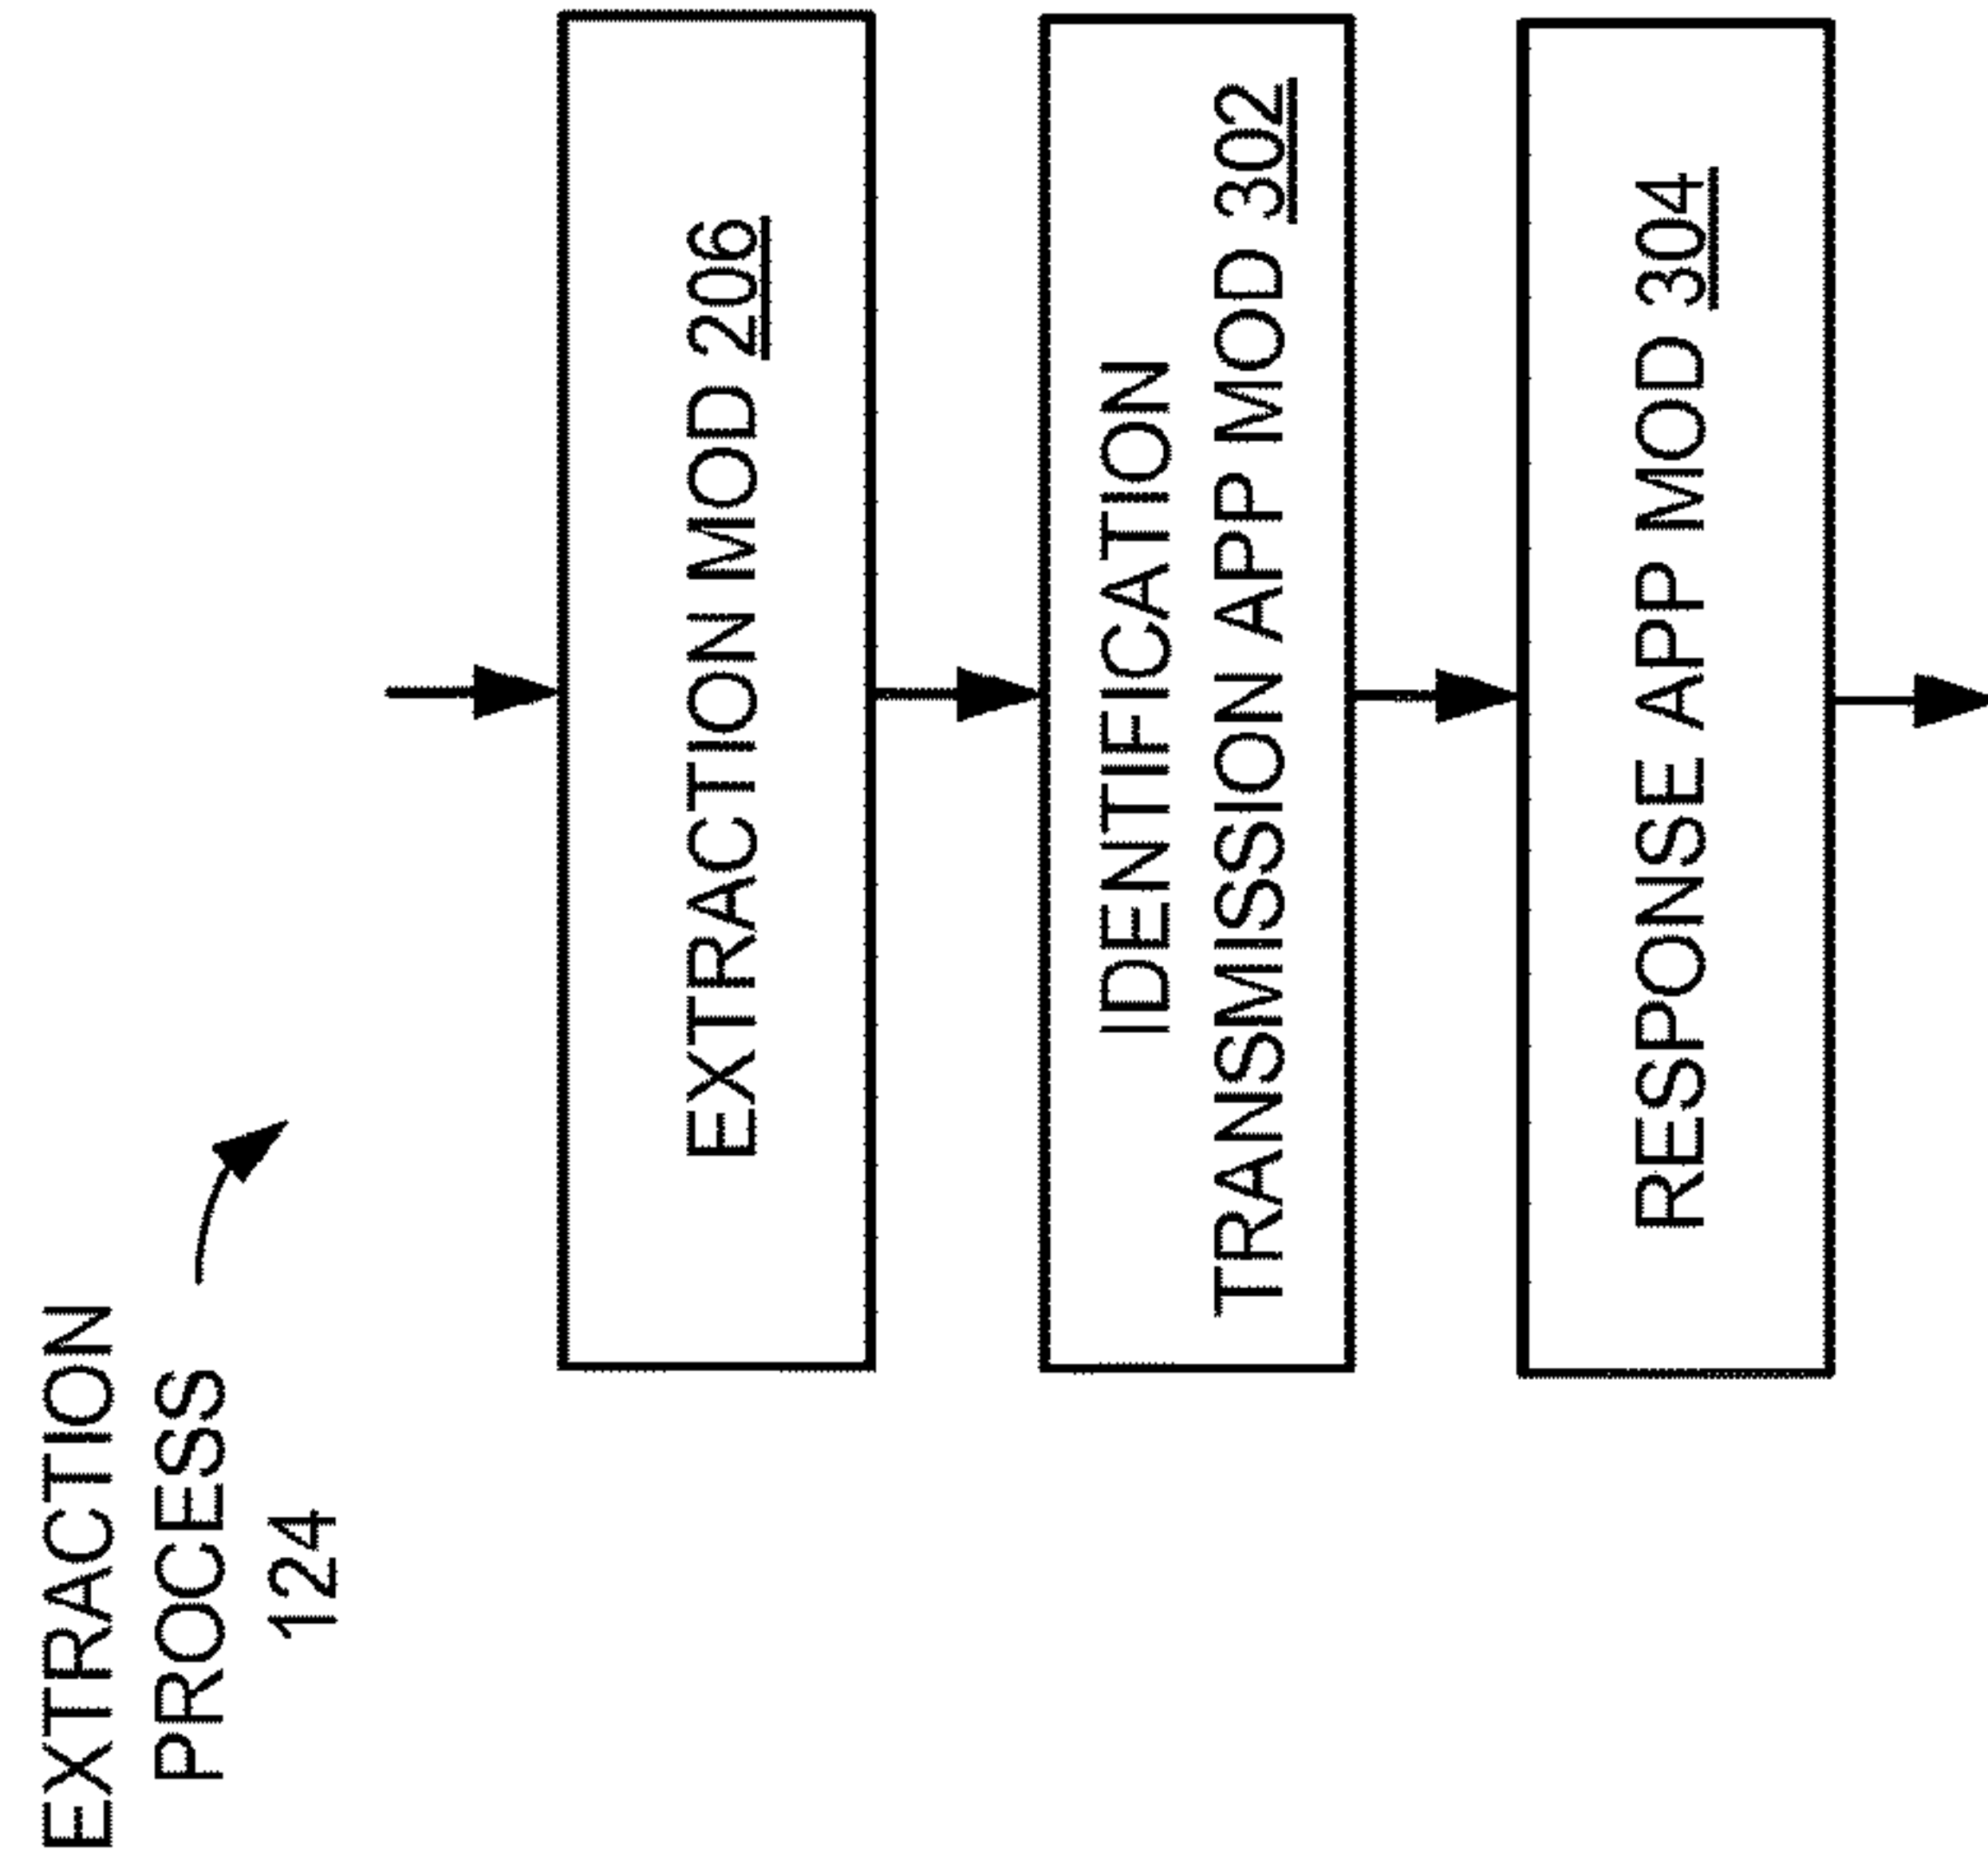 EXTRACTION
PROCESS
124
EXTRACTION MOD 206
IDENTIFICATION
TRANSMISSION APP MOD 302
RESPONSE APP MOD 304